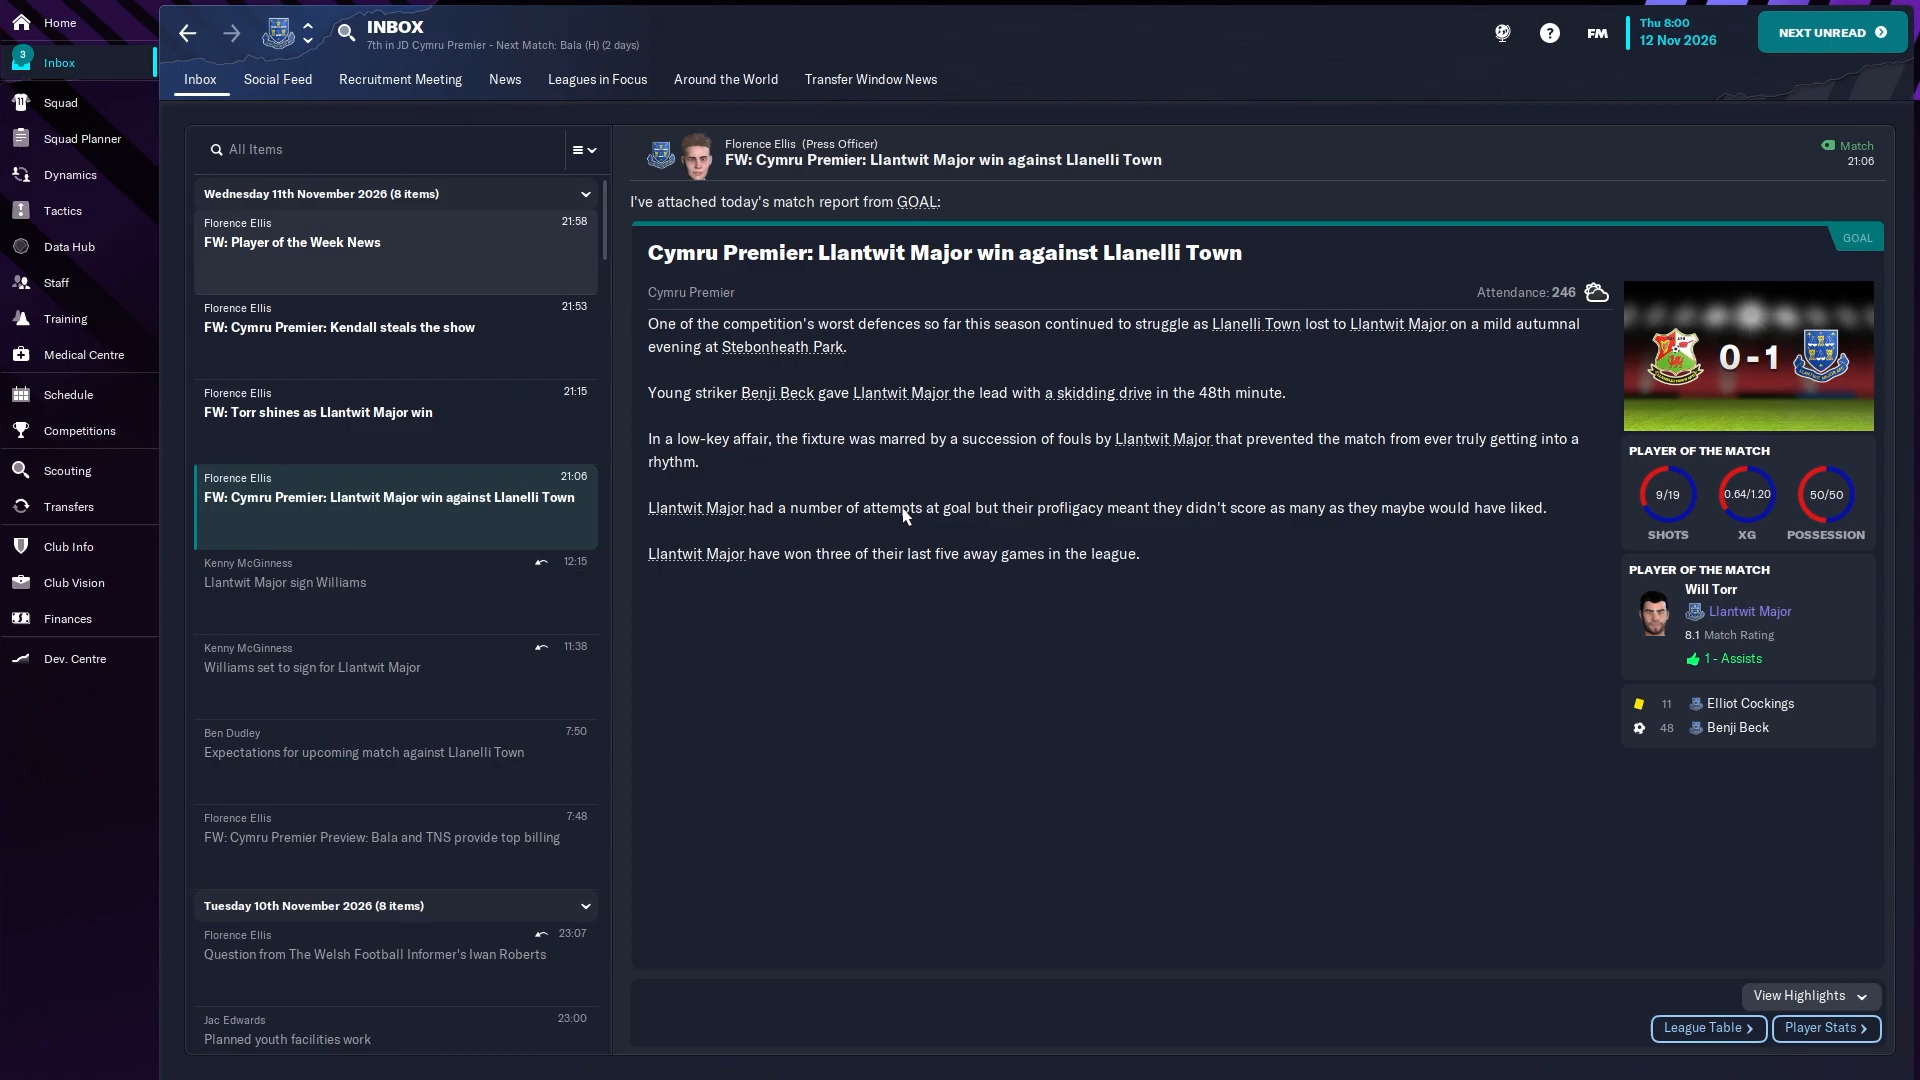 Home
3
Inbox
Squad
Squad Planner
Dynamics
Tactics
Data Hub
Staff
Training
Medical Centre
Schedule
Competitions
Scouting
Transfers
Club Info
Club Vision
Finances
Dev. Centre
INBOX
7th in JD Cymru Premier - Next Match: Bala (H) (2 days)
FM
Thu 8:00
12 Nov 2026
NEXT UNREAD
Inbox
Social Feed
Recruitment Meeting
News
Leagues in Focus
Around the World
Transfer Window News
All Items
Wednesday 11th November 2026 (8 items)
Florence Ellis 21:58
FW: Player of the Week News
Florence Ellis 21:53
FW: Cymru Premier: Kendall steals the show
Florence Ellis 21:15
FW: Torr shines as Llantwit Major win
Florence Ellis 21:06
FW: Cymru Premier: Llantwit Major win against Llanelli Town
Kenny McGinness 12:15
Llantwit Major sign Williams
Kenny McGinness 11:38
Williams set to sign for Llantwit Major
Ben Dudley 7:50
Expectations for upcoming match against Llanelli Town
Florence Ellis 7:48
FW: Cymru Premier Preview: Bala and TNS provide top billing
Tuesday 10th November 2026 (8 items)
Florence Ellis 23:07
Question from The Welsh Football Informer's Iwan Roberts
Jac Edwards 23:00
Planned youth facilities work
Florence Ellis (Press Officer)
FW: Cymru Premier: Llantwit Major win against Llanelli Town
Match
21:06
I've attached today's match report from GOAL:
GOAL
Cymru Premier: Llantwit Major win against Llanelli Town
Cymru Premier
Attendance: 246
One of the competition's worst defences so far this season continued to struggle as Llanelli Town lost to Llantwit Major on a mild autumnal
evening at Stebonheath Park.
Young striker Benji Beck gave Llantwit Major the lead with a skidding drive in the 48th minute.
In a low-key affair, the fixture was marred by a succession of fouls by Llantwit Major that prevented the match from ever truly getting into a
rhythm.
Llantwit Major had a number of attempts at goal but their profligacy meant they didn't score as many as they maybe would have liked.
Llantwit Major have won three of their last five away games in the league.
0 - 1
PLAYER OF THE MATCH
9/19
0.64/1.20
50/50
SHOTS
XG
POSSESSION
PLAYER OF THE MATCH
Will Torr
Llantwit Major
8.1 Match Rating
1 - Assists
11 Elliot Cockings
48 Benji Beck
View Highlights
League Table
Player Stats